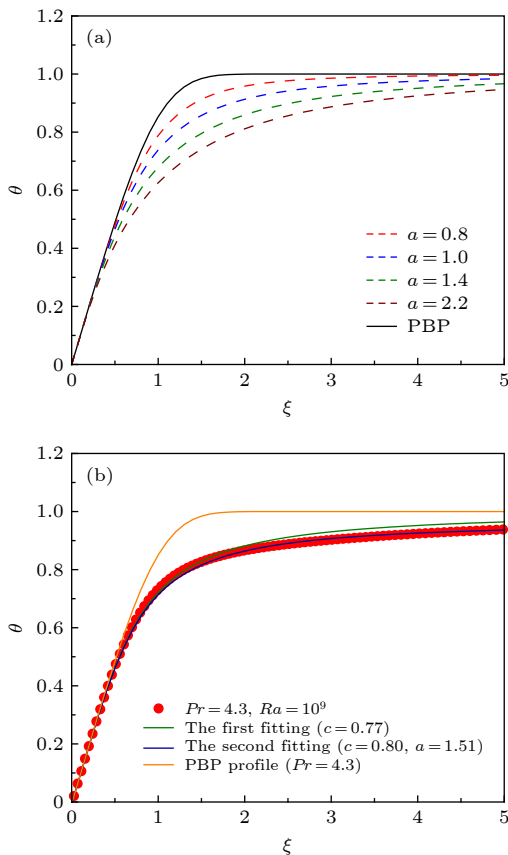 (a)
1.2
1.0
0.8
0.6
0.4
0.2
0
θ
a = 0.8
a = 1.0
a = 1.4
a = 2.2
PBP
0 1 2 3 4 5
ξ
(b)
1.2
1.0
0.8
0.6
0.4
0.2
0
θ
Pr = 4.3, Ra = 10⁹
The first fitting (c = 0.77)
The second fitting (c = 0.80, a = 1.51)
PBP profile (Pr = 4.3)
0 1 2 3 4 5
ξ